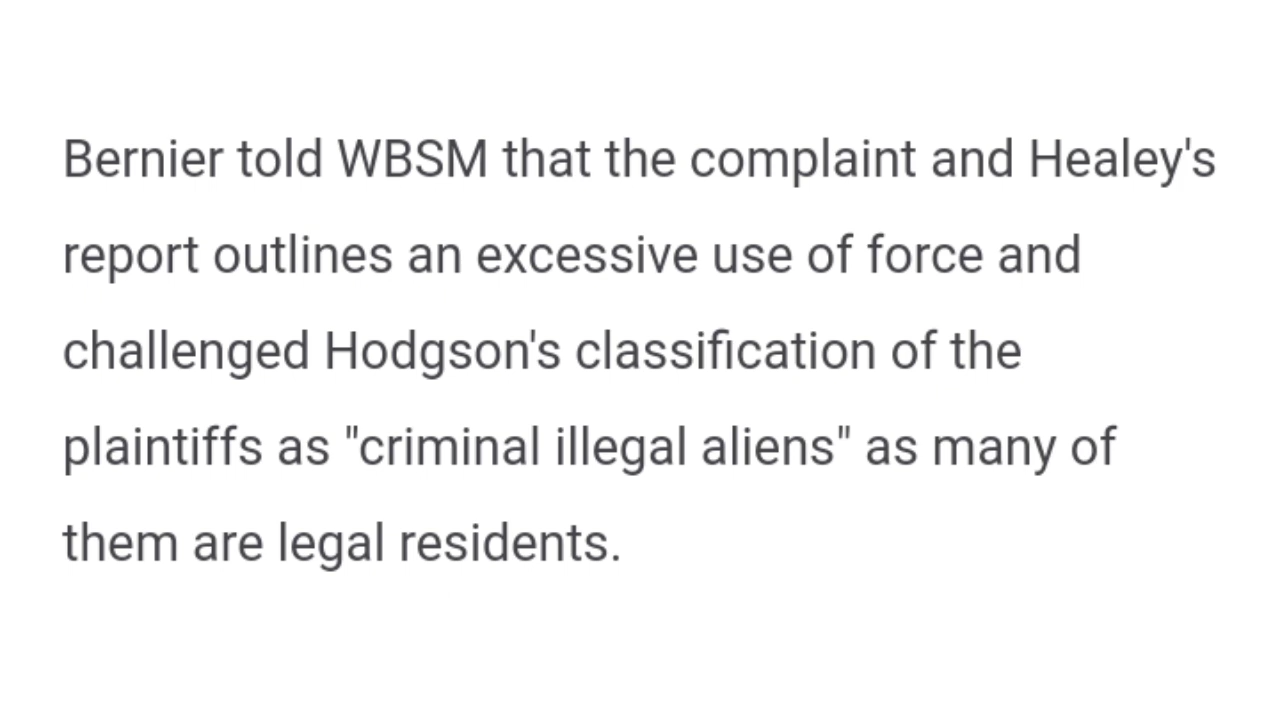 Bernier told WBSM that the complaint and Healey's
report outlines an excessive use of force and
challenged Hodgson's classification of the
plaintiffs as "criminal illegal aliens" as many of
them are legal residents.